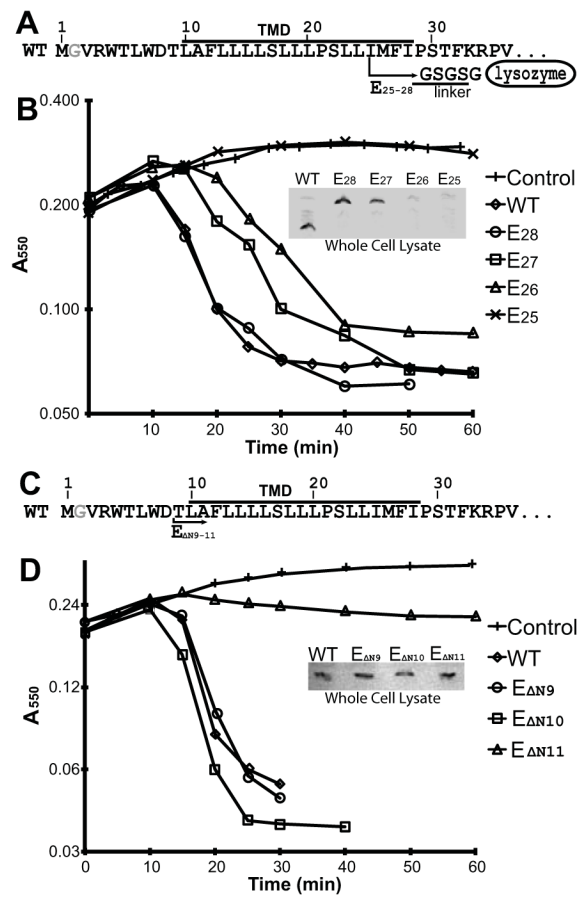 A
1 10 TMD 20 30
WT MGVRWTLWDTLAFLLLLSLLLPSLLIMFIPSTFKRPV...
E25-28 GSGSG lysozyme
linker
B
0.400
0.200
0.100
0.050
A550
10 20 30 40 50 60
Time (min)
WT E28 E27 E26 E25
Whole Cell Lysate
Control
WT
E28
E27
E26
E25
C
1 10 TMD 20 30
WT MGVRWTLWDTLAFLLLLSLLLPSLLIMFIPSTFKRPV...
EΔN9-11
D
0.24
0.12
0.06
0.03
A550
0 10 20 30 40 50 60
Time (min)
WT EΔN9 EΔN10 EΔN11
Whole Cell Lysate
Control
WT
EΔN9
EΔN10
EΔN11